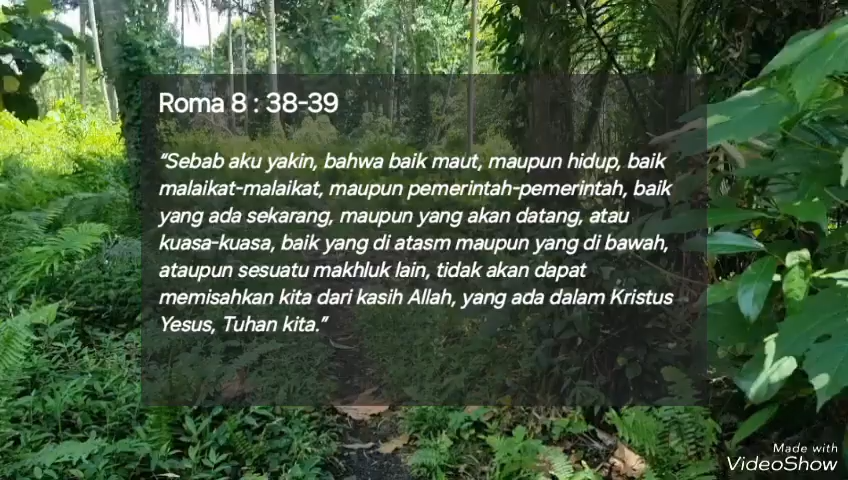 Roma 8 : 38-39
“Sebab aku yakin, bahwa baik maut, maupun hidup, baik
malaikat-malaikat, maupun pemerintah-pemerintah, baik
yang ada sekarang, maupun yang akan datang, atau
kuasa-kuasa, baik yang di atasm maupun yang di bawah,
ataupun sesuatu makhluk lain, tidak akan dapat
memisahkan kita dari kasih Allah, yang ada dalam Kristus
Yesus, Tuhan kita.”
Made with
VideoShow